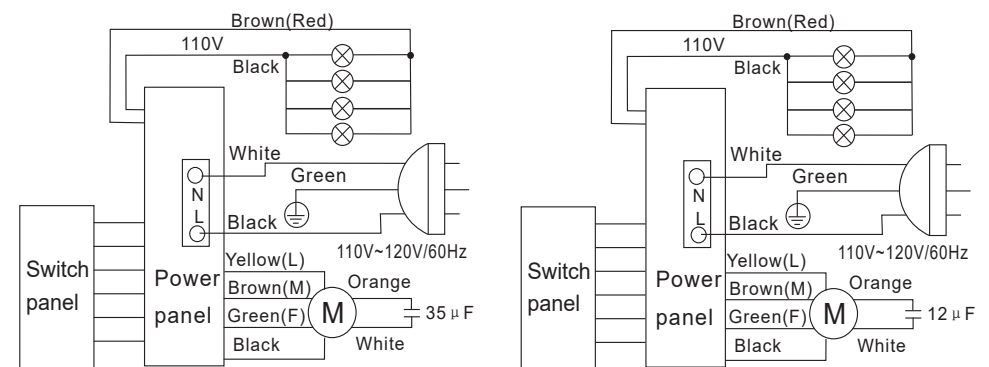 Brown(Red)
110V
Black
White
Green
N
L
Black
110V~120V/60Hz
Switch
panel
Power
panel
Yellow(L)
Brown(M)
Green(F)
Black
M
Orange
35 μF
White
Brown(Red)
110V
Black
White
Green
N
L
Black
110V~120V/60Hz
Switch
panel
Power
panel
Yellow(L)
Brown(M)
Green(F)
Black
M
Orange
12 μF
White